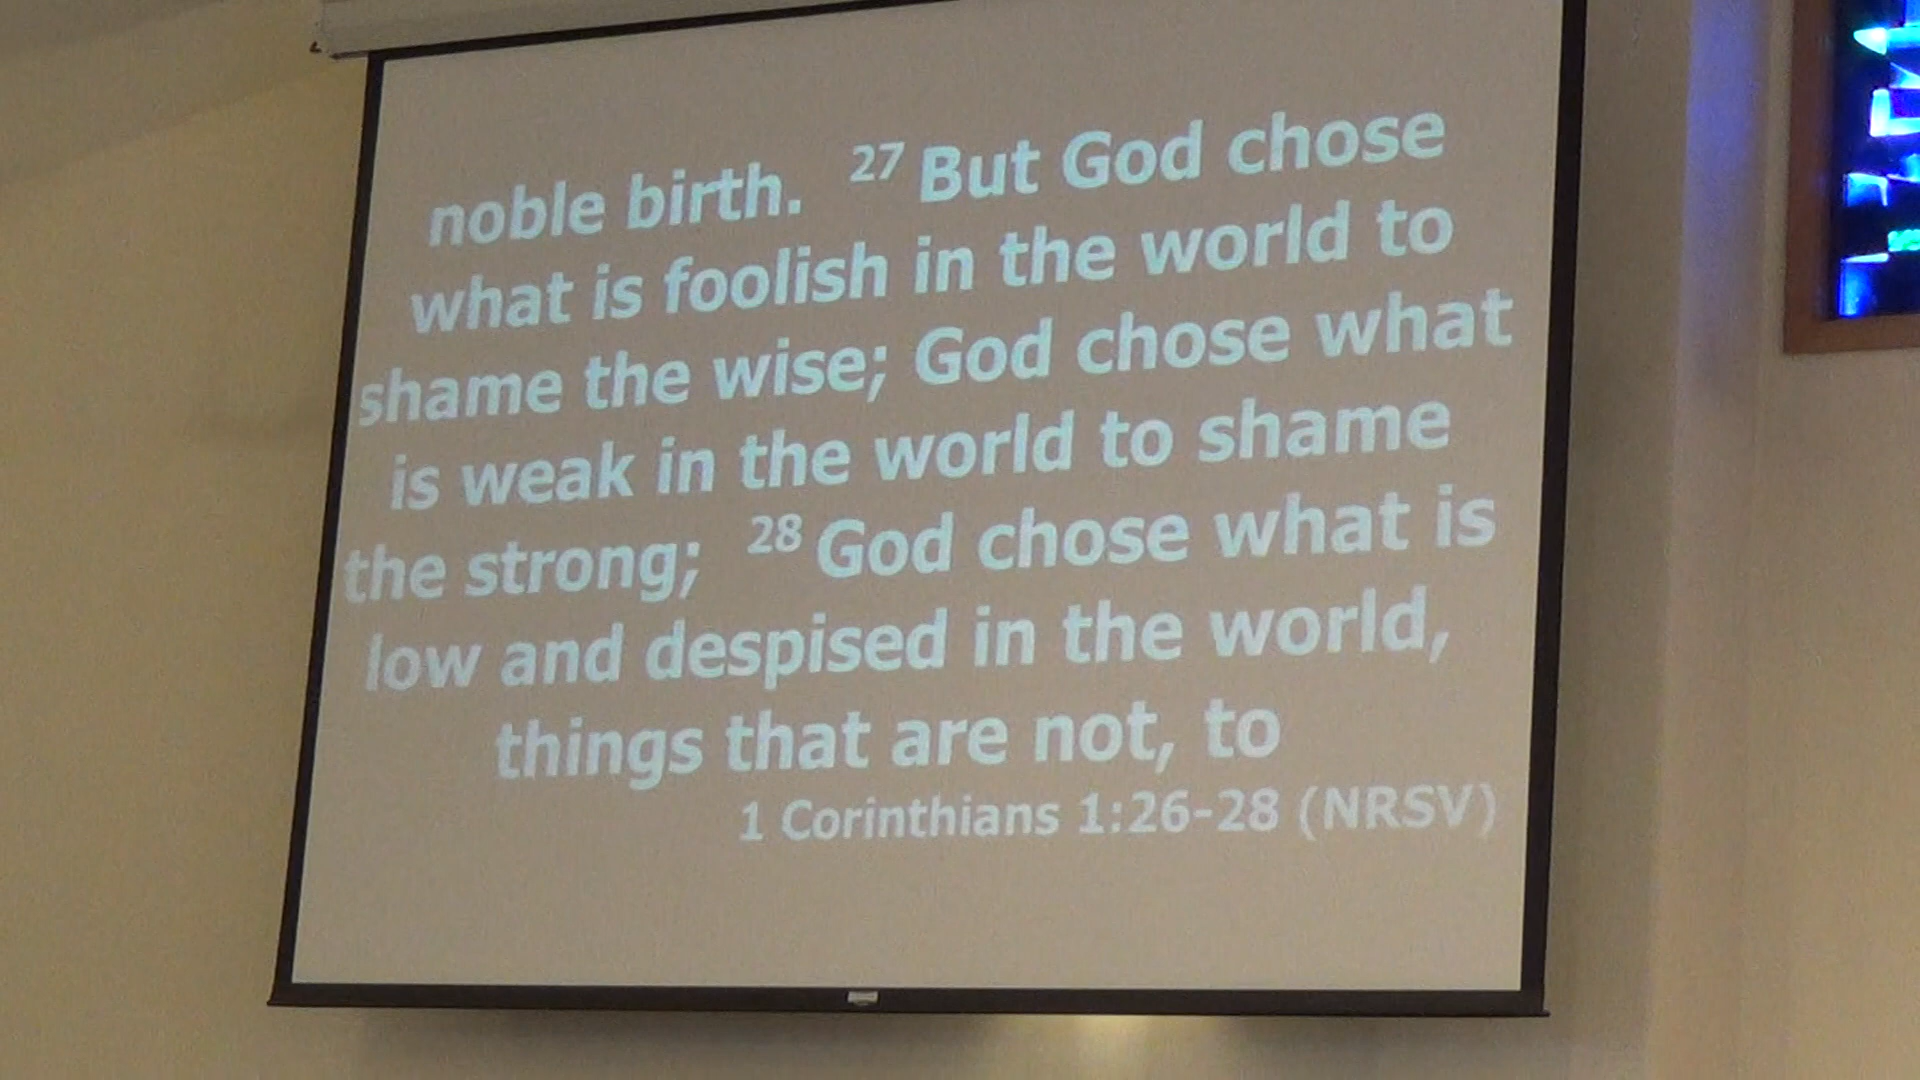 noble birth. 27 But God chose
what is foolish in the world to
shame the wise; God chose what
is weak in the world to shame
the strong; 28 God chose what is
low and despised in the world,
things that are not, to
1 Corinthians 1:26-28 (NRSV)